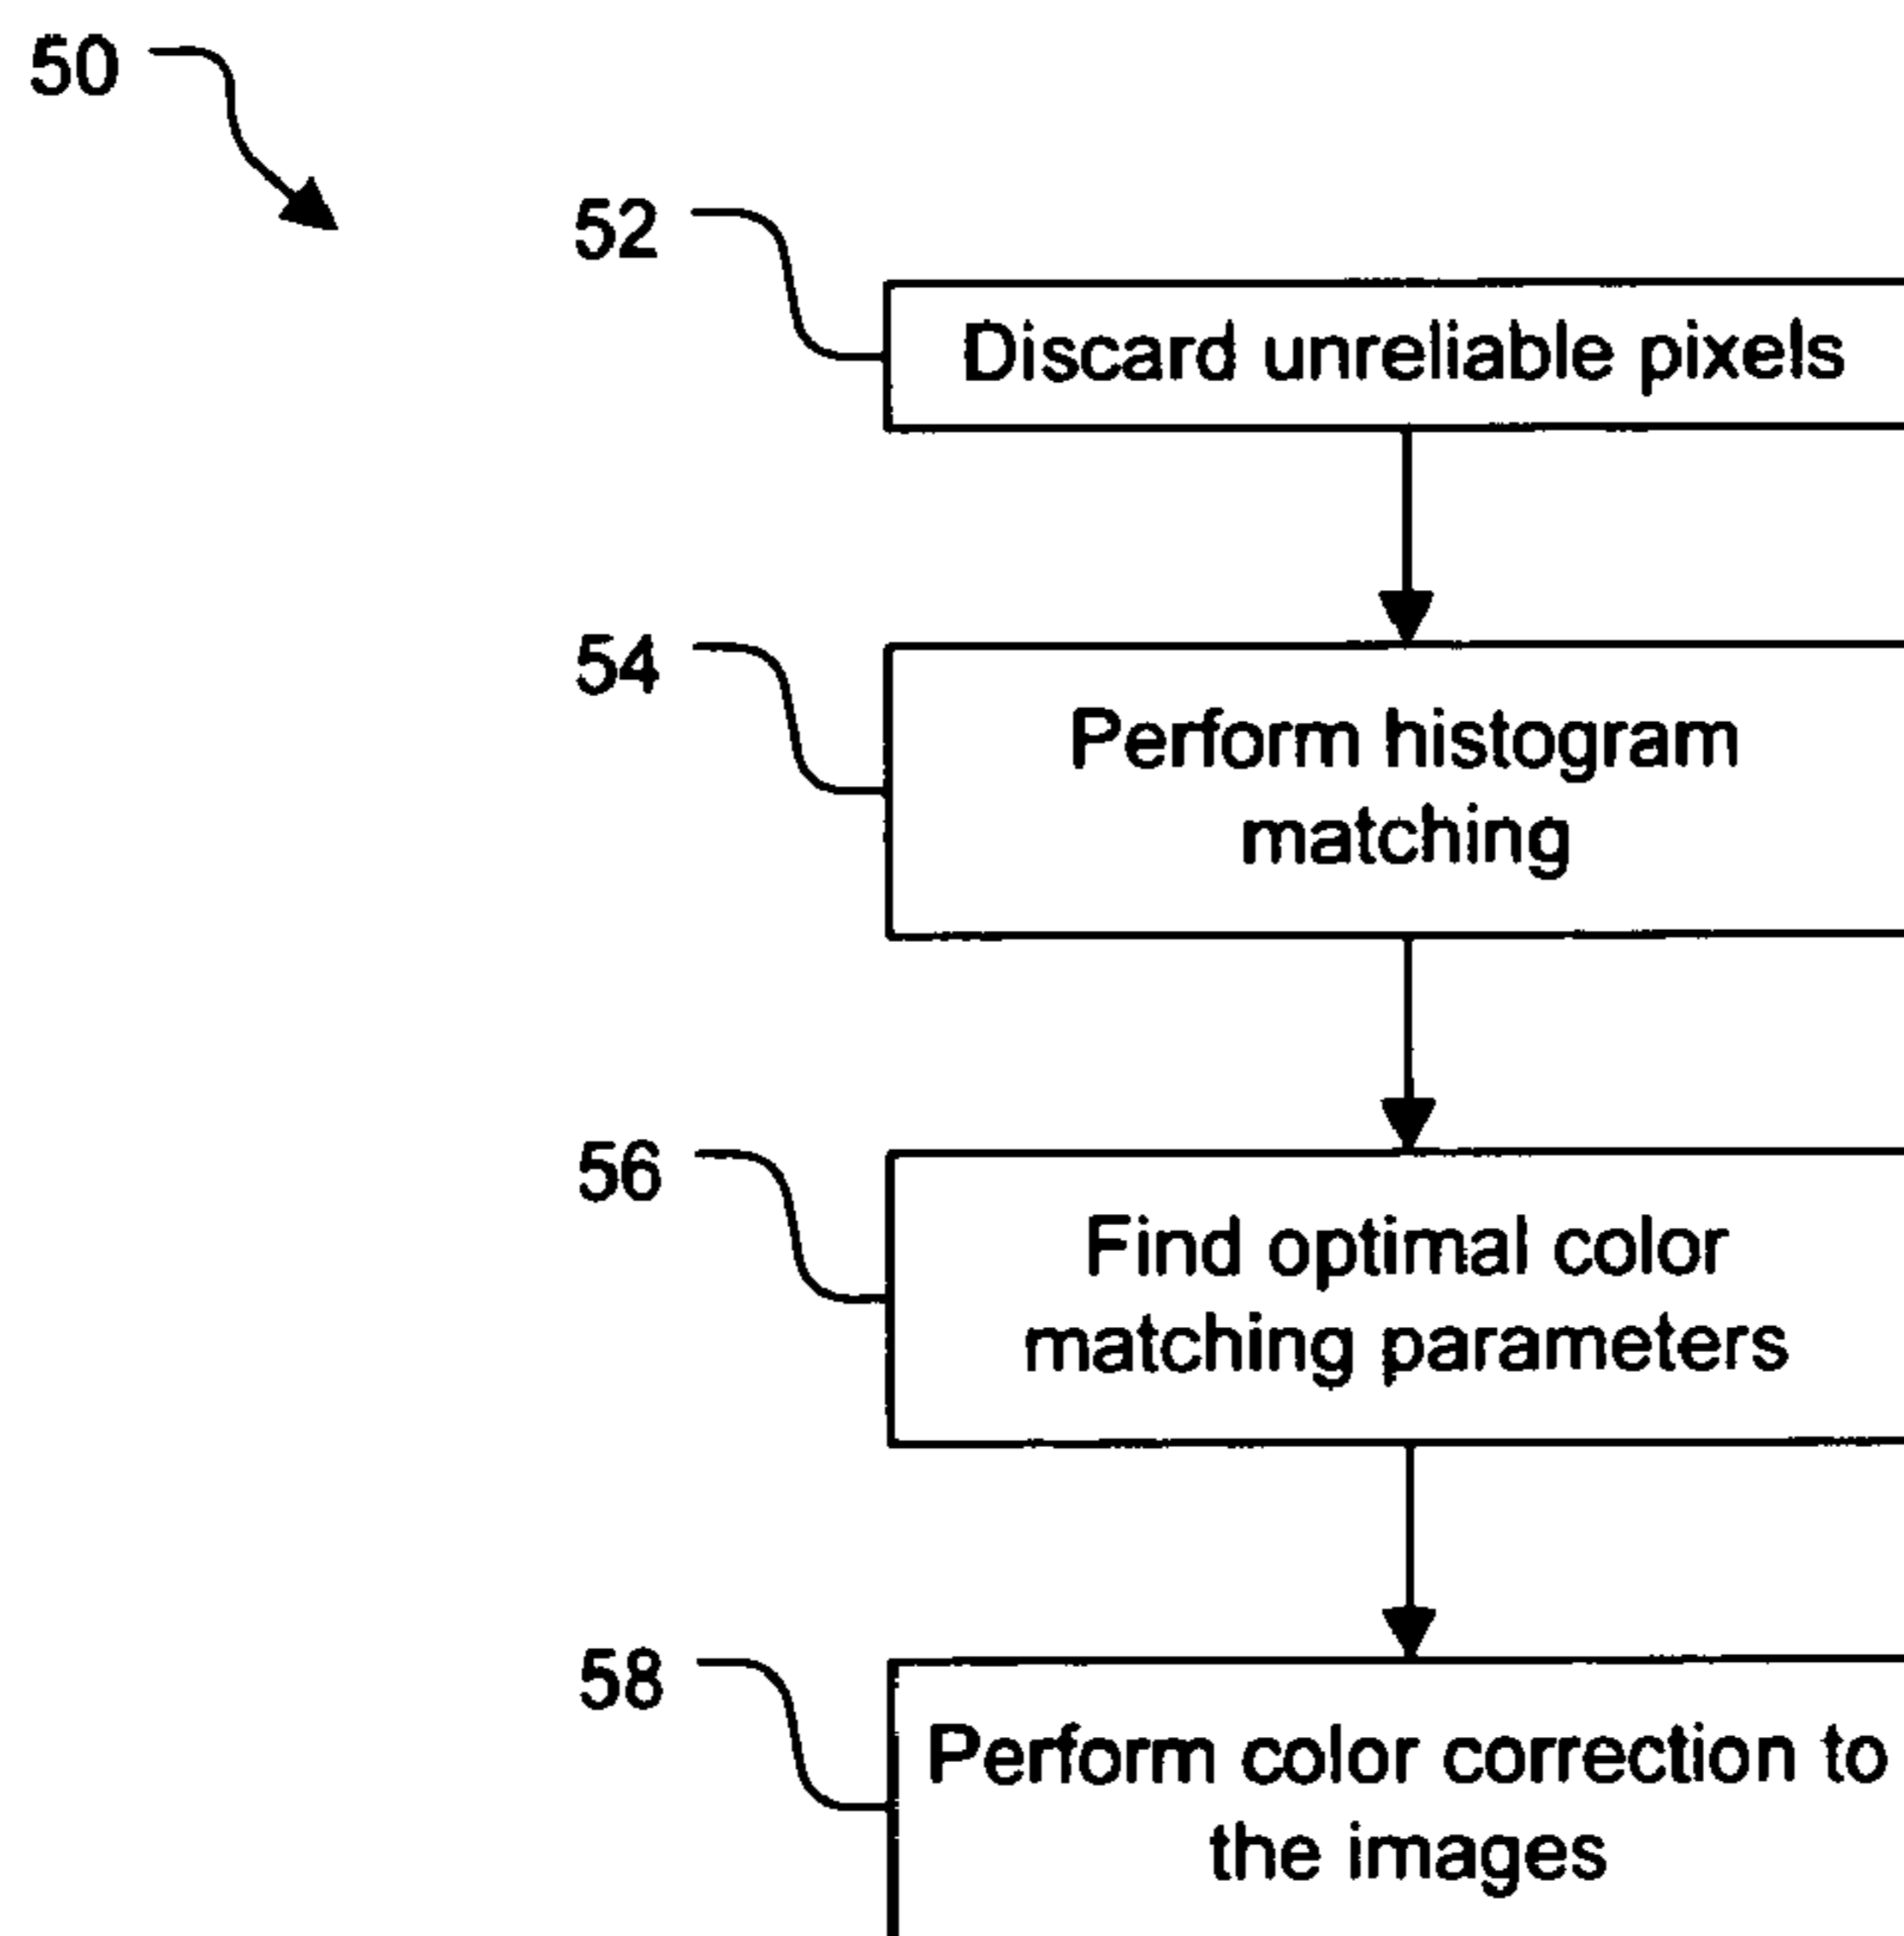 50
52
Discard unreliable pixels
54
Perform histogram
matching
56
Find optimal color
matching parameters
58
Perform color correction to
the images